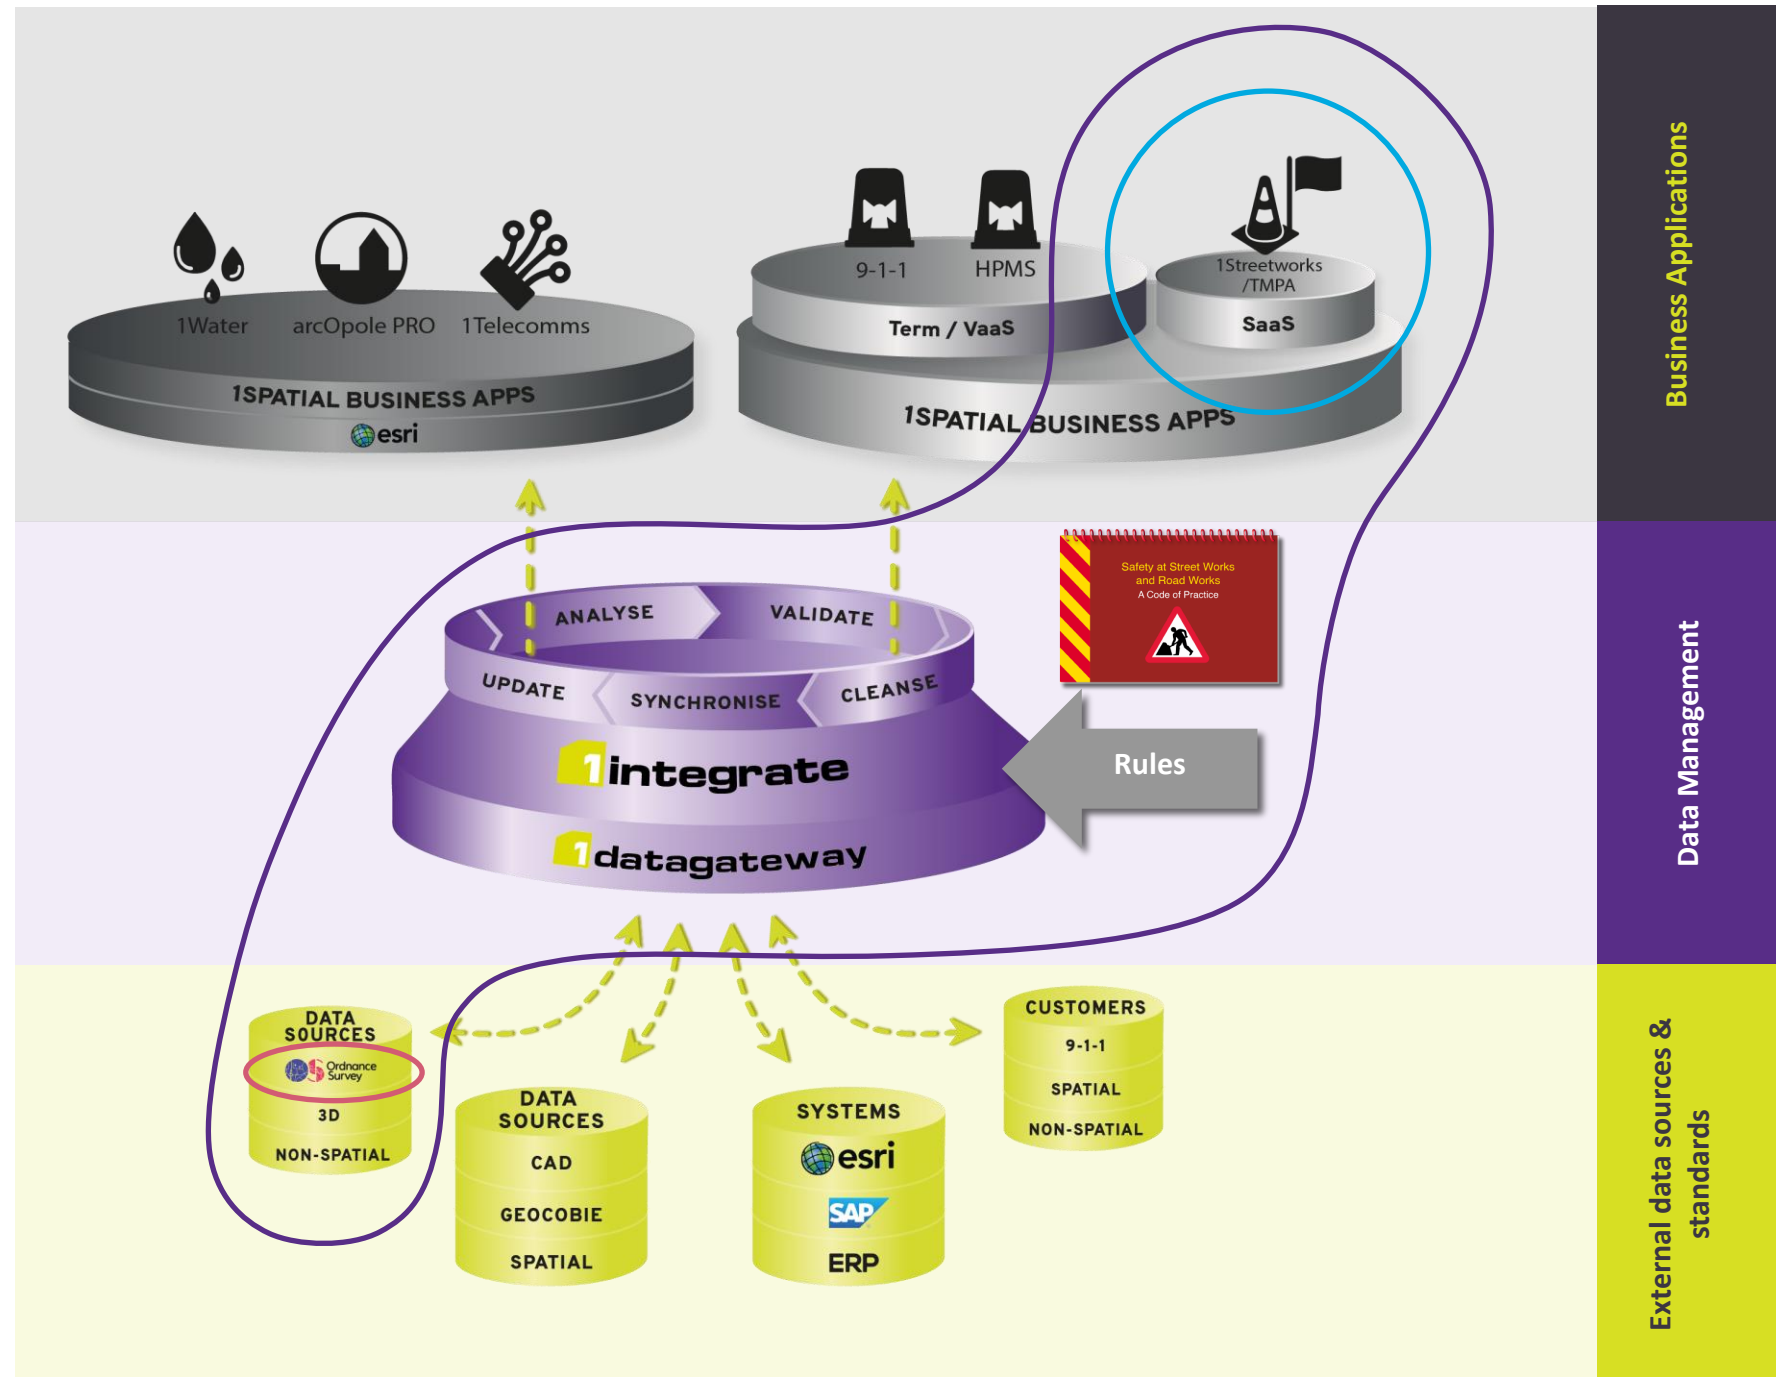 Business Applications
9-1-1
HPMS
1Streetworks
/TMPA
1Water
arcOpole PRO
1Telecomms
Term / VaaS
SaaS
1SPATIAL BUSINESS APPS
esri
1SPATIAL BUSINESS APPS
Data Management
Safety at Street Works
and Road Works
A Code of Practice
ANALYSE
VALIDATE
UPDATE
SYNCHRONISE
CLEANSE
1integrate
Rules
1datagateway
External data sources &
standards
DATA
SOURCES
Ordnance
Survey
3D
NON-SPATIAL
DATA
SOURCES
CAD
GEOCOBIE
SPATIAL
SYSTEMS
esri
SAP
ERP
CUSTOMERS
9-1-1
SPATIAL
NON-SPATIAL